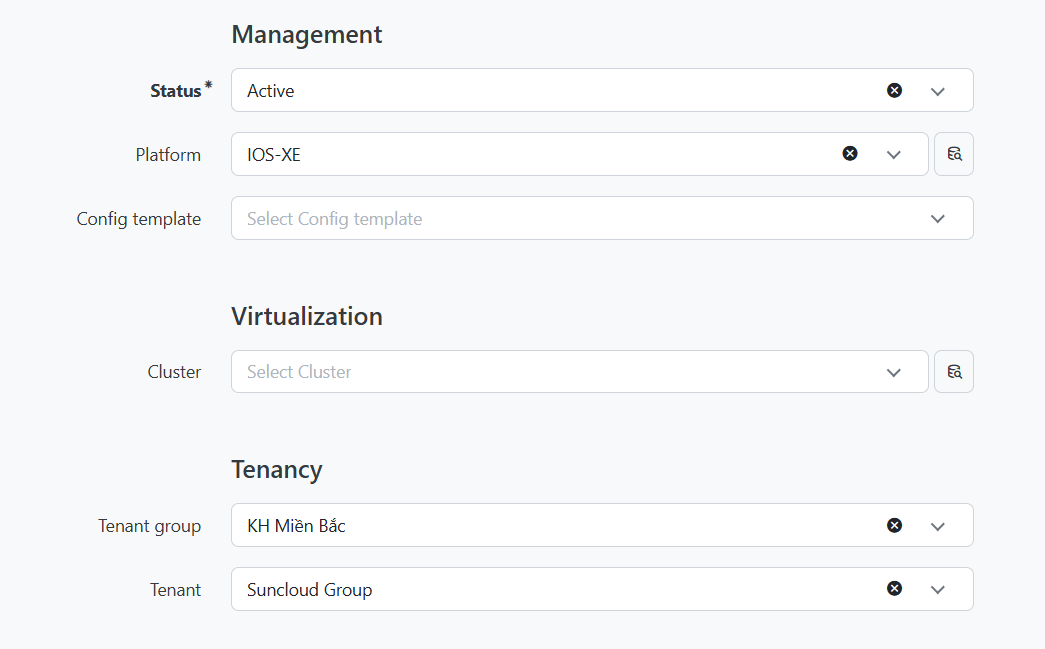 Management
Status*
Active
Platform
IOS-XE
Config template
Select Config template
Virtualization
Cluster
Select Cluster
Tenancy
Tenant group
KH Miền Bắc
Tenant
Suncloud Group